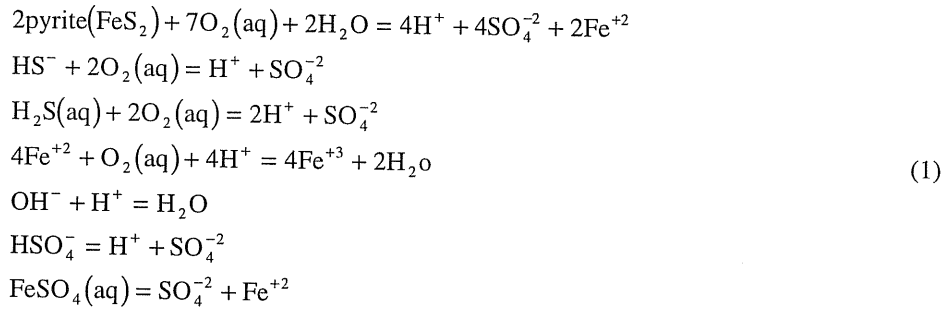 2pyrite(FeS₂)+7O₂(aq)+2H₂O = 4H⁺ +4SO₄⁻² +2Fe⁺²
HS⁻ +2O₂(aq)= H⁺ +SO₄⁻²
H₂S(aq)+2O₂(aq)= 2H⁺ +SO₄⁻²
4Fe⁺² +O₂(aq)+4H⁺ = 4Fe⁺³ +2H₂o
(1)
OH⁻ +H⁺ = H₂O
HSO₄⁻ = H⁺ +SO₄⁻²
FeSO₄(aq)= SO₄⁻² +Fe⁺²